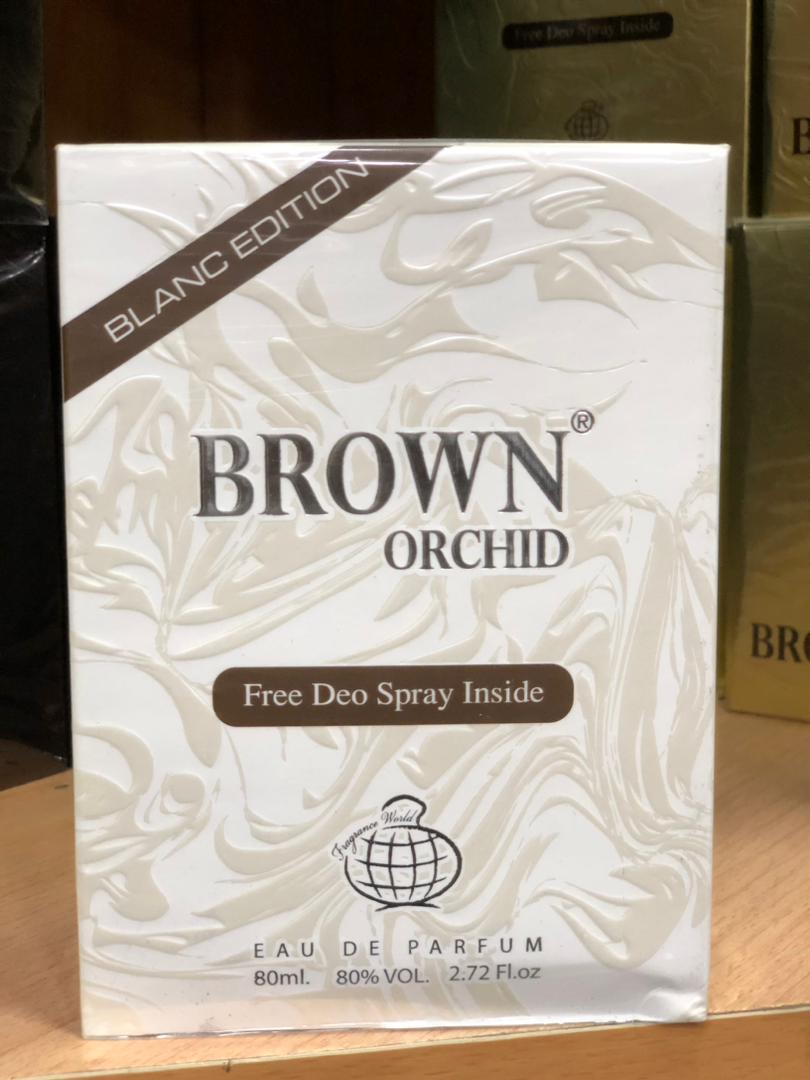 Free Deo Spray Inside
B
BLANC EDITION
BROWN®
ORCHID
BRO
Free Deo Spray Inside
Fragrance World
EAU DE PARFUM
80ml. 80% VOL. 2.72 Fl.oz